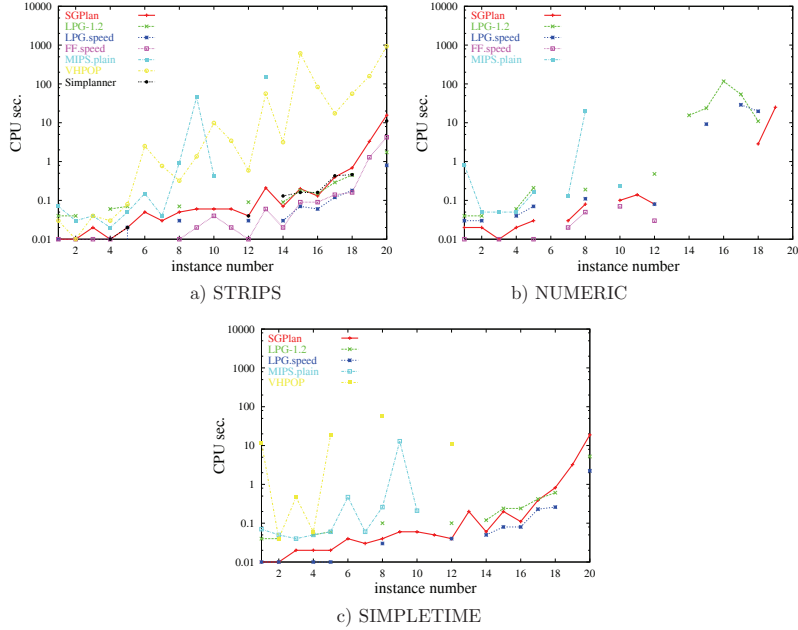 SGPlan
LPG-1.2
LPG.speed
FF.speed
MIPS.plain
VHPOP
Simplanner
10000
1000
100
10
1
0.1
0.01
CPU sec.
2 4 6 8 10 12 14 16 18 20
instance number
a) STRIPS
SGPlan
LPG-1.2
LPG.speed
FF.speed
MIPS.plain
10000
1000
100
10
1
0.1
0.01
CPU sec.
2 4 6 8 10 12 14 16 18 20
instance number
b) NUMERIC
SGPlan
LPG-1.2
LPG.speed
MIPS.plain
VHPOP
10000
1000
100
10
1
0.1
0.01
CPU sec.
2 4 6 8 10 12 14 16 18 20
instance number
c) SIMPLETIME